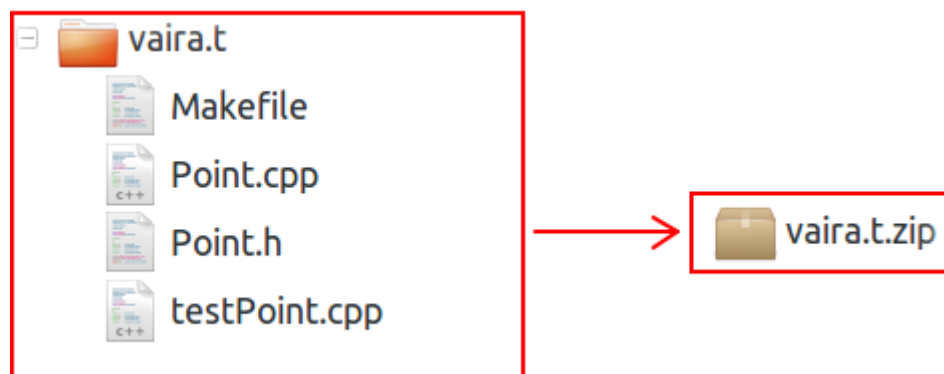 vaira.t
Makefile
Point.cpp
c++
Point.h
testPoint.cpp
c++
vaira.t.zip